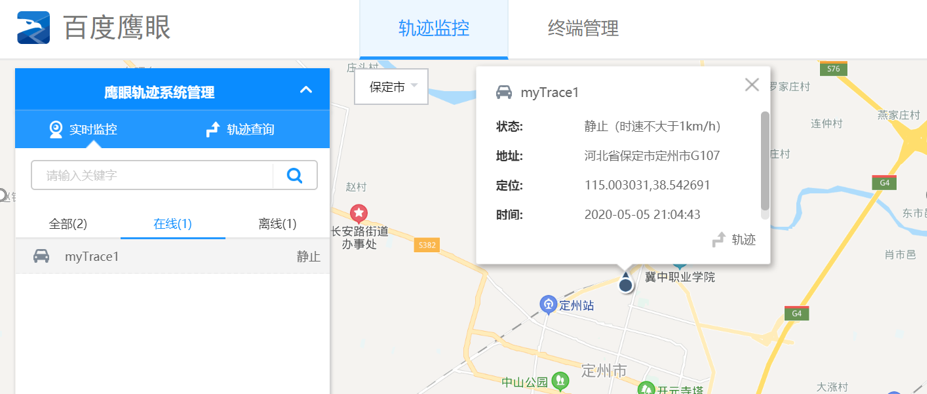 百度鹰眼
轨迹监控
终端管理
鹰眼轨迹系统管理
实时监控
轨迹查询
请输入关键字
全部(2)
在线(1)
离线(1)
myTrace1
静止
保定市
myTrace1
状态:
静止（时速不大于1km/h）
地址:
河北省保定市定州市G107
定位:
115.003031,38.542691
时间:
2020-05-05 21:04:43
轨迹
庄头村
S76
罗家庄村
连仲村
燕家庄村
庄村
G4
赵村
长安路街道
办事处
S382
东市邑
肖市邑
冀中职业学院
定州站
G4
定州市
中山公园
开元寺塔
大涨村